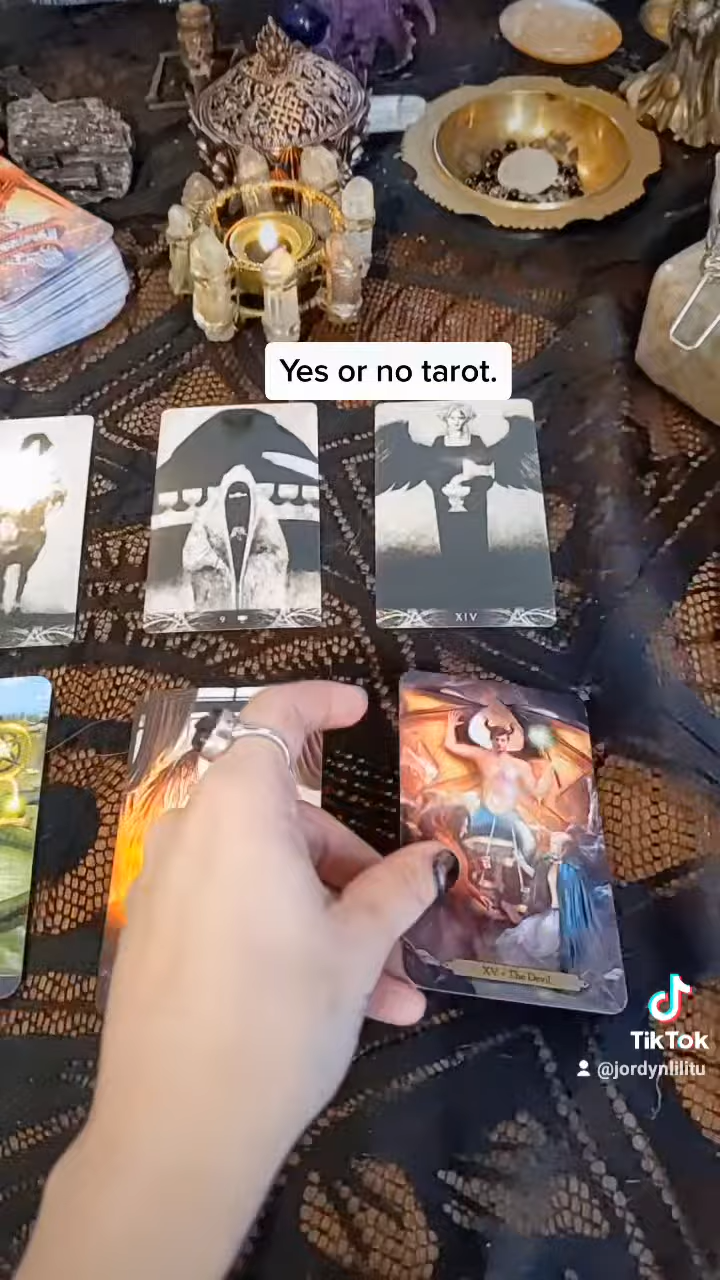 Yes or no tarot.
9
XIV
XV • The Devil
TikTok
@jordynlilitu